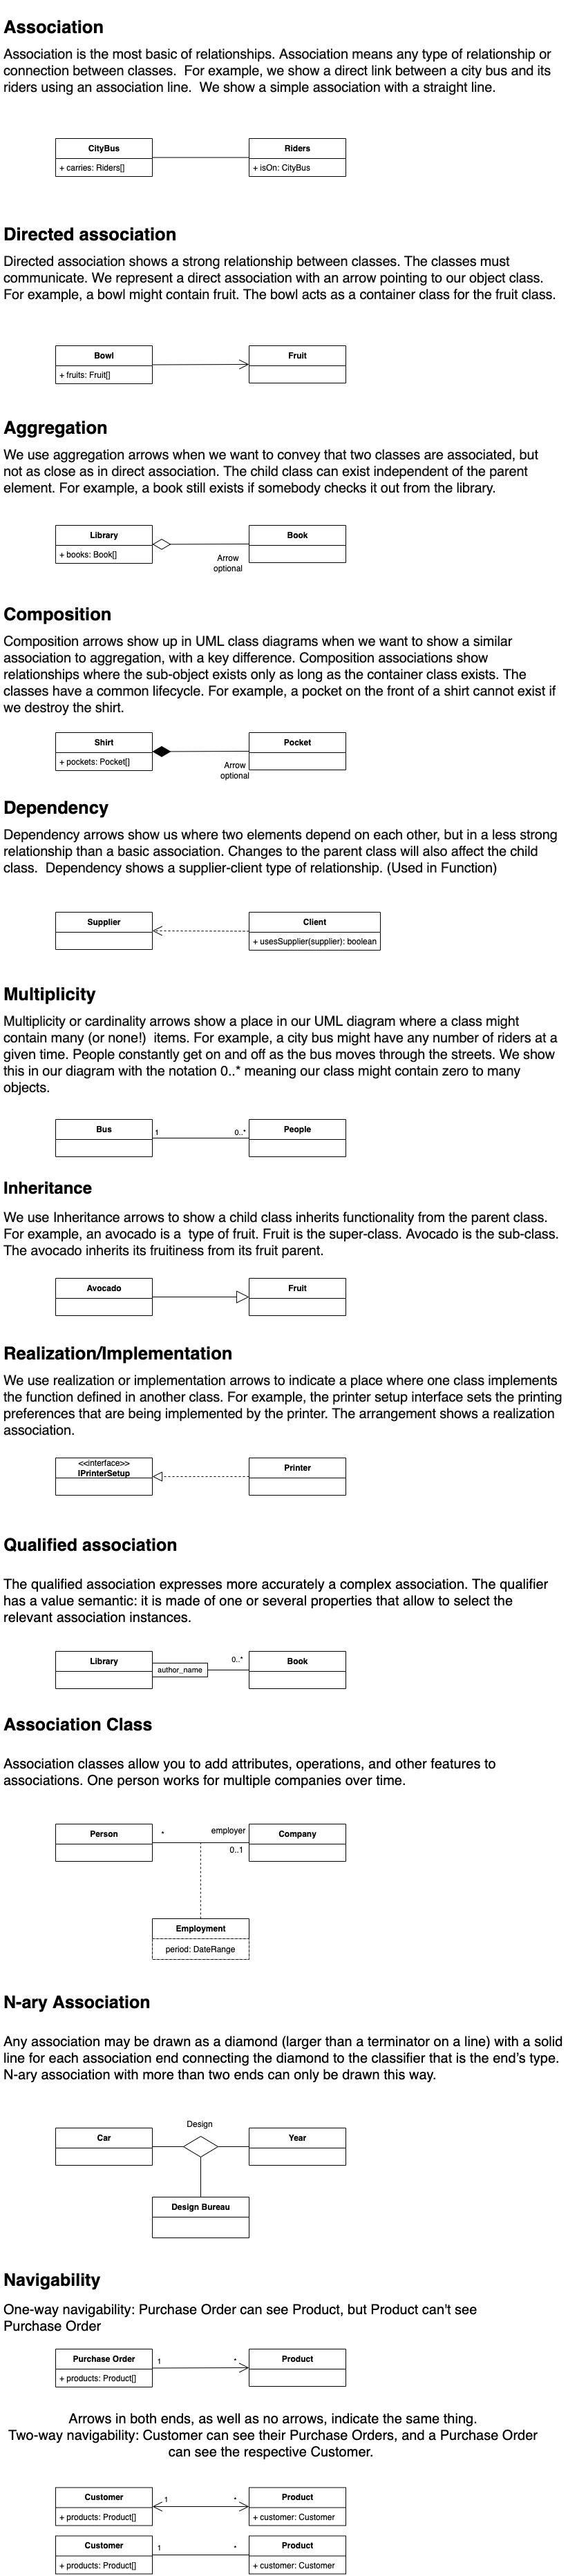 Association
Association is the most basic of relationships. Association means any type of relationship or
connection between classes.  For example, we show a direct link between a city bus and its
riders using an association line.  We show a simple association with a straight line.
CityBus
+ carries: Riders[]
Riders
+ isOn: CityBus
Directed association
Directed association shows a strong relationship between classes. The classes must
communicate. We represent a direct association with an arrow pointing to our object class.
For example, a bowl might contain fruit. The bowl acts as a container class for the fruit class.
Bowl
+ fruits: Fruit[]
Fruit
Aggregation
We use aggregation arrows when we want to convey that two classes are associated, but
not as close as in direct association. The child class can exist independent of the parent
element. For example, a book still exists if somebody checks it out from the library.
Library
+ books: Book[]
Arrow
optional
Book
Composition
Composition arrows show up in UML class diagrams when we want to show a similar
association to aggregation, with a key difference. Composition associations show
relationships where the sub-object exists only as long as the container class exists. The
classes have a common lifecycle. For example, a pocket on the front of a shirt cannot exist if
we destroy the shirt.
Shirt
+ pockets: Pocket[]
Arrow
optional
Pocket
Dependency
Dependency arrows show us where two elements depend on each other, but in a less strong
relationship than a basic association. Changes to the parent class will also affect the child
class.  Dependency shows a supplier-client type of relationship. (Used in Function)
Supplier
Client
+ usesSupplier(supplier): boolean
Multiplicity
Multiplicity or cardinality arrows show a place in our UML diagram where a class might
contain many (or none!)  items. For example, a city bus might have any number of riders at a
given time. People constantly get on and off as the bus moves through the streets. We show
this in our diagram with the notation 0..* meaning our class might contain zero to many
objects.
Bus
1
0..*
People
Inheritance
We use Inheritance arrows to show a child class inherits functionality from the parent class.
For example, an avocado is a  type of fruit. Fruit is the super-class. Avocado is the sub-class.
The avocado inherits its fruitiness from its fruit parent.
Avocado
Fruit
Realization/Implementation
We use realization or implementation arrows to indicate a place where one class implements
the function defined in another class. For example, the printer setup interface sets the printing
preferences that are being implemented by the printer. The arrangement shows a realization
association.
<<interface>>
IPrinterSetup
Printer
Qualified association
The qualified association expresses more accurately a complex association. The qualifier
has a value semantic: it is made of one or several properties that allow to select the
relevant association instances.
Library
author_name
0..*
Book
Association Class
Association classes allow you to add attributes, operations, and other features to
associations. One person works for multiple companies over time.
Person
*
employer
0..1
Company
Employment
period: DateRange
N-ary Association
Any association may be drawn as a diamond (larger than a terminator on a line) with a solid
line for each association end connecting the diamond to the classifier that is the end’s type.
N-ary association with more than two ends can only be drawn this way.
Design
Car
Year
Design Bureau
Navigability
One-way navigability: Purchase Order can see Product, but Product can't see
Purchase Order
Purchase Order
+ products: Product[]
1
*
Product
Arrows in both ends, as well as no arrows, indicate the same thing.
Two-way navigability: Customer can see their Purchase Orders, and a Purchase Order
can see the respective Customer.
Customer
+ products: Product[]
1
*
Product
+ customer: Customer
Customer
+ products: Product[]
1
*
Product
+ customer: Customer